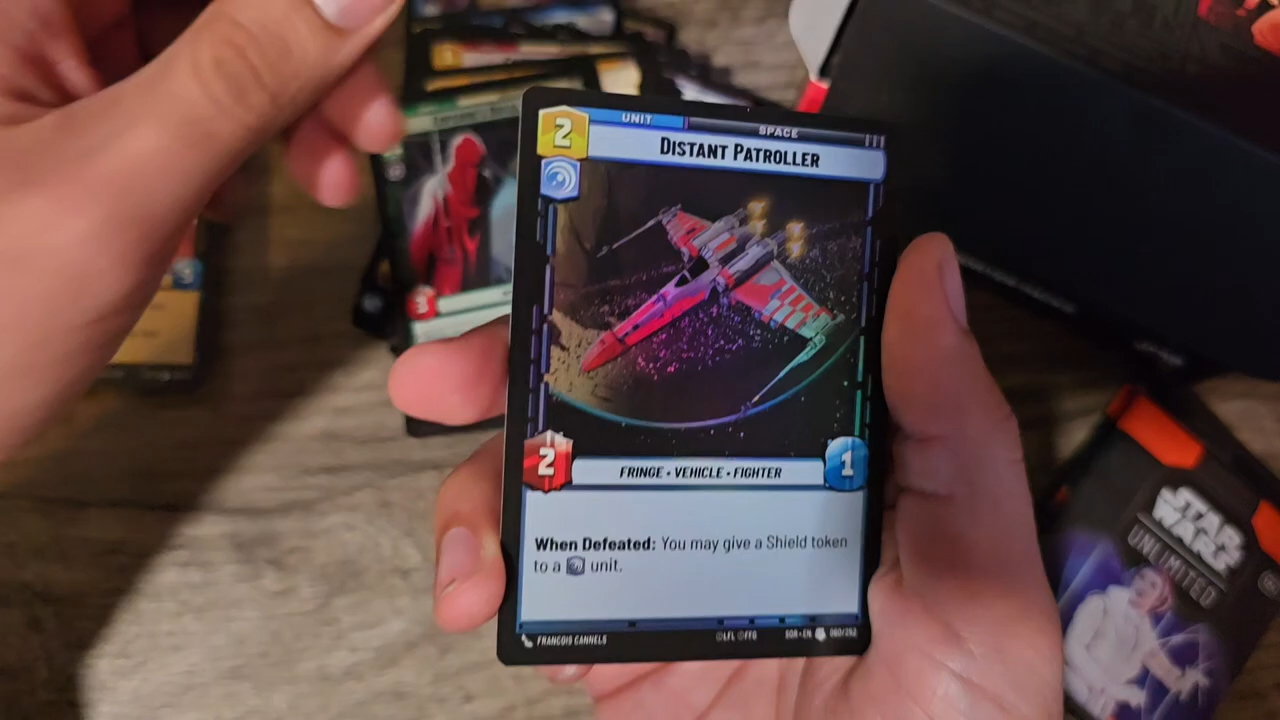 2
UNIT
SPACE
DISTANT PATROLLER
2
FRINGE • VEHICLE • FIGHTER
1
When Defeated: You may give a Shield token
to a unit.
FRANCOIS CANNELS
©LFL ©FFG
SOR • EN
060/252
3
STAR
WARS
UNLIMITED